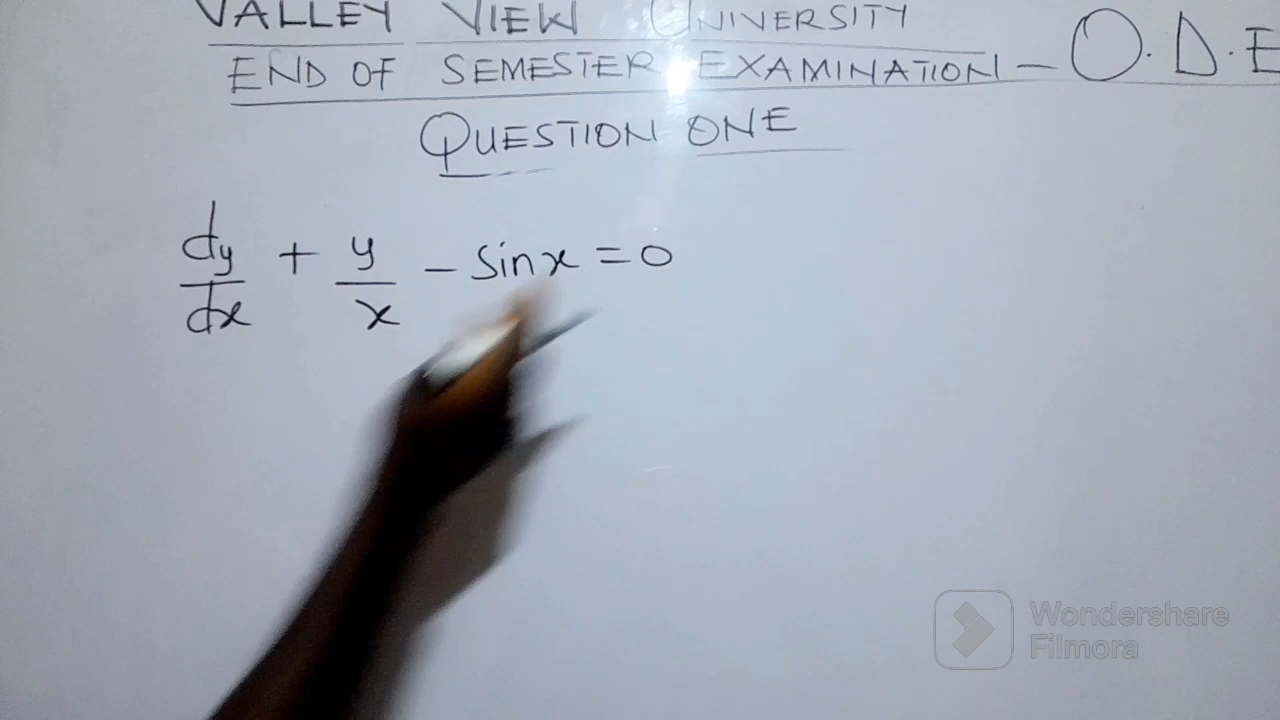 VALLEY VIEW UNIVERSITY
END OF SEMESTER EXAMINATION - O.D.E
QUESTION ONE
dy/dx + y/x - sinx = 0
Wondershare
Filmora